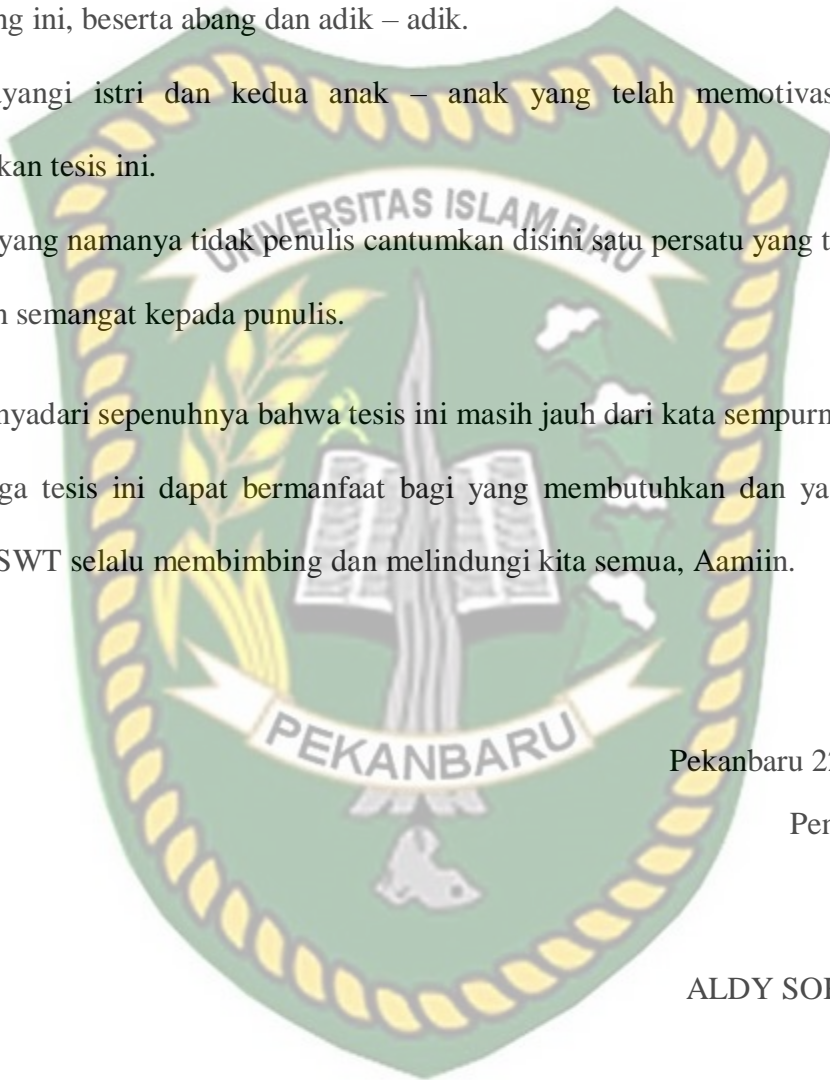 ng ini, beserta abang dan adik – adik.
yangi istri dan kedua anak – anak yang telah memotivas
kan tesis ini.
UNIVERSITAS ISLAM RIAU
yang namanya tidak penulis cantumkan disini satu persatu yang t
n semangat kepada punulis.
nyadari sepenuhnya bahwa tesis ini masih jauh dari kata sempurn
ga tesis ini dapat bermanfaat bagi yang membutuhkan dan ya
SWT selalu membimbing dan melindungi kita semua, Aamiin.
PEKANBARU
Pekanbaru 22
Per
ALDY SOF